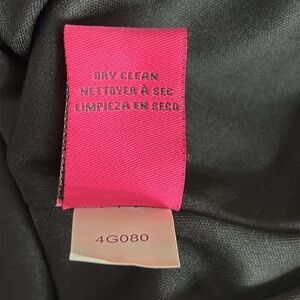 DRY CLEAN
NETTOYER À SEC
LIMPIEZA EN SECO
4G080